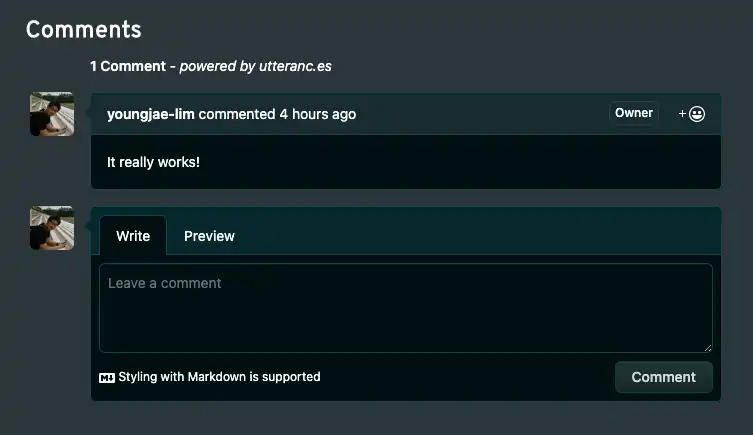 Comments
1 Comment - powered by utteranc.es
youngjae-lim commented 4 hours ago Owner +
It really works!
Write Preview
Leave a comment
M↓ Styling with Markdown is supported Comment